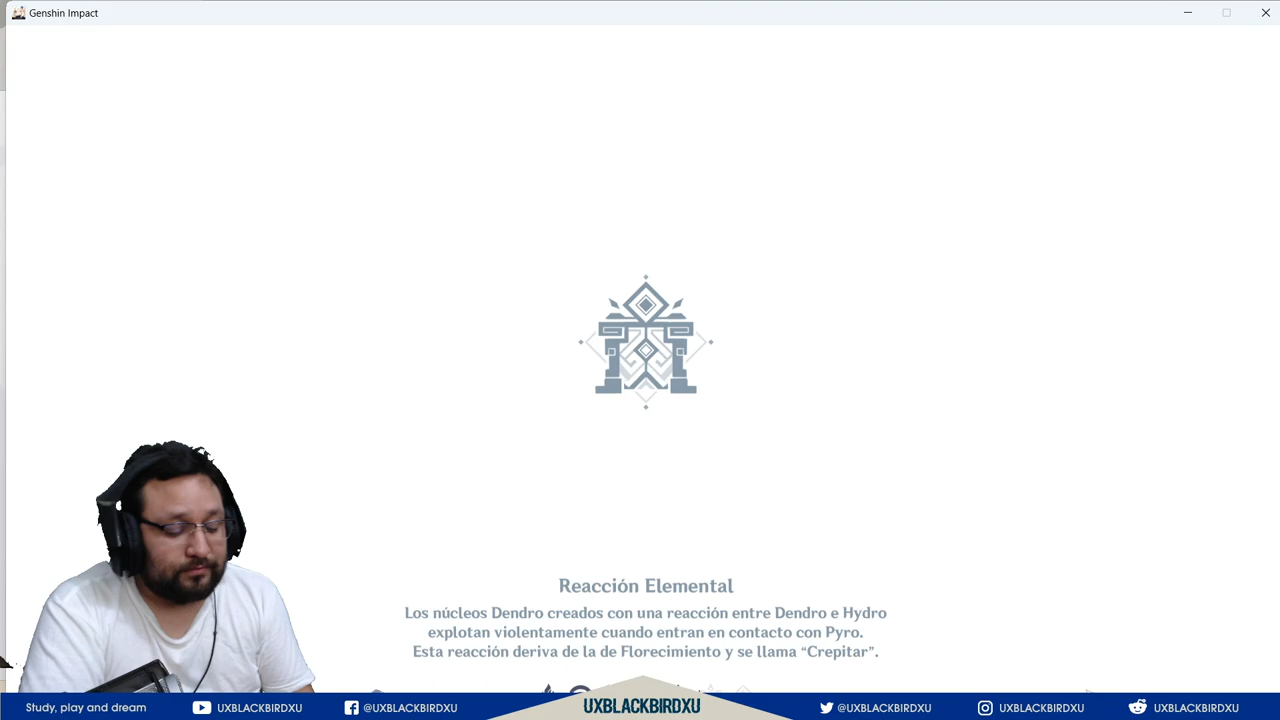 Genshin Impact
Reacción Elemental
Los núcleos Dendro creados con una reacción entre Dendro e Hydro
explotan violentamente cuando entran en contacto con Pyro.
Esta reacción deriva de la de Florecimiento y se llama “Crepitar”.
Study, play and dream
UXBLACKBIRDXU
@UXBLACKBIRDXU
UXBLACKBIRDXU
@UXBLACKBIRDXU
UXBLACKBIRDXU
UXBLACKBIRDXU